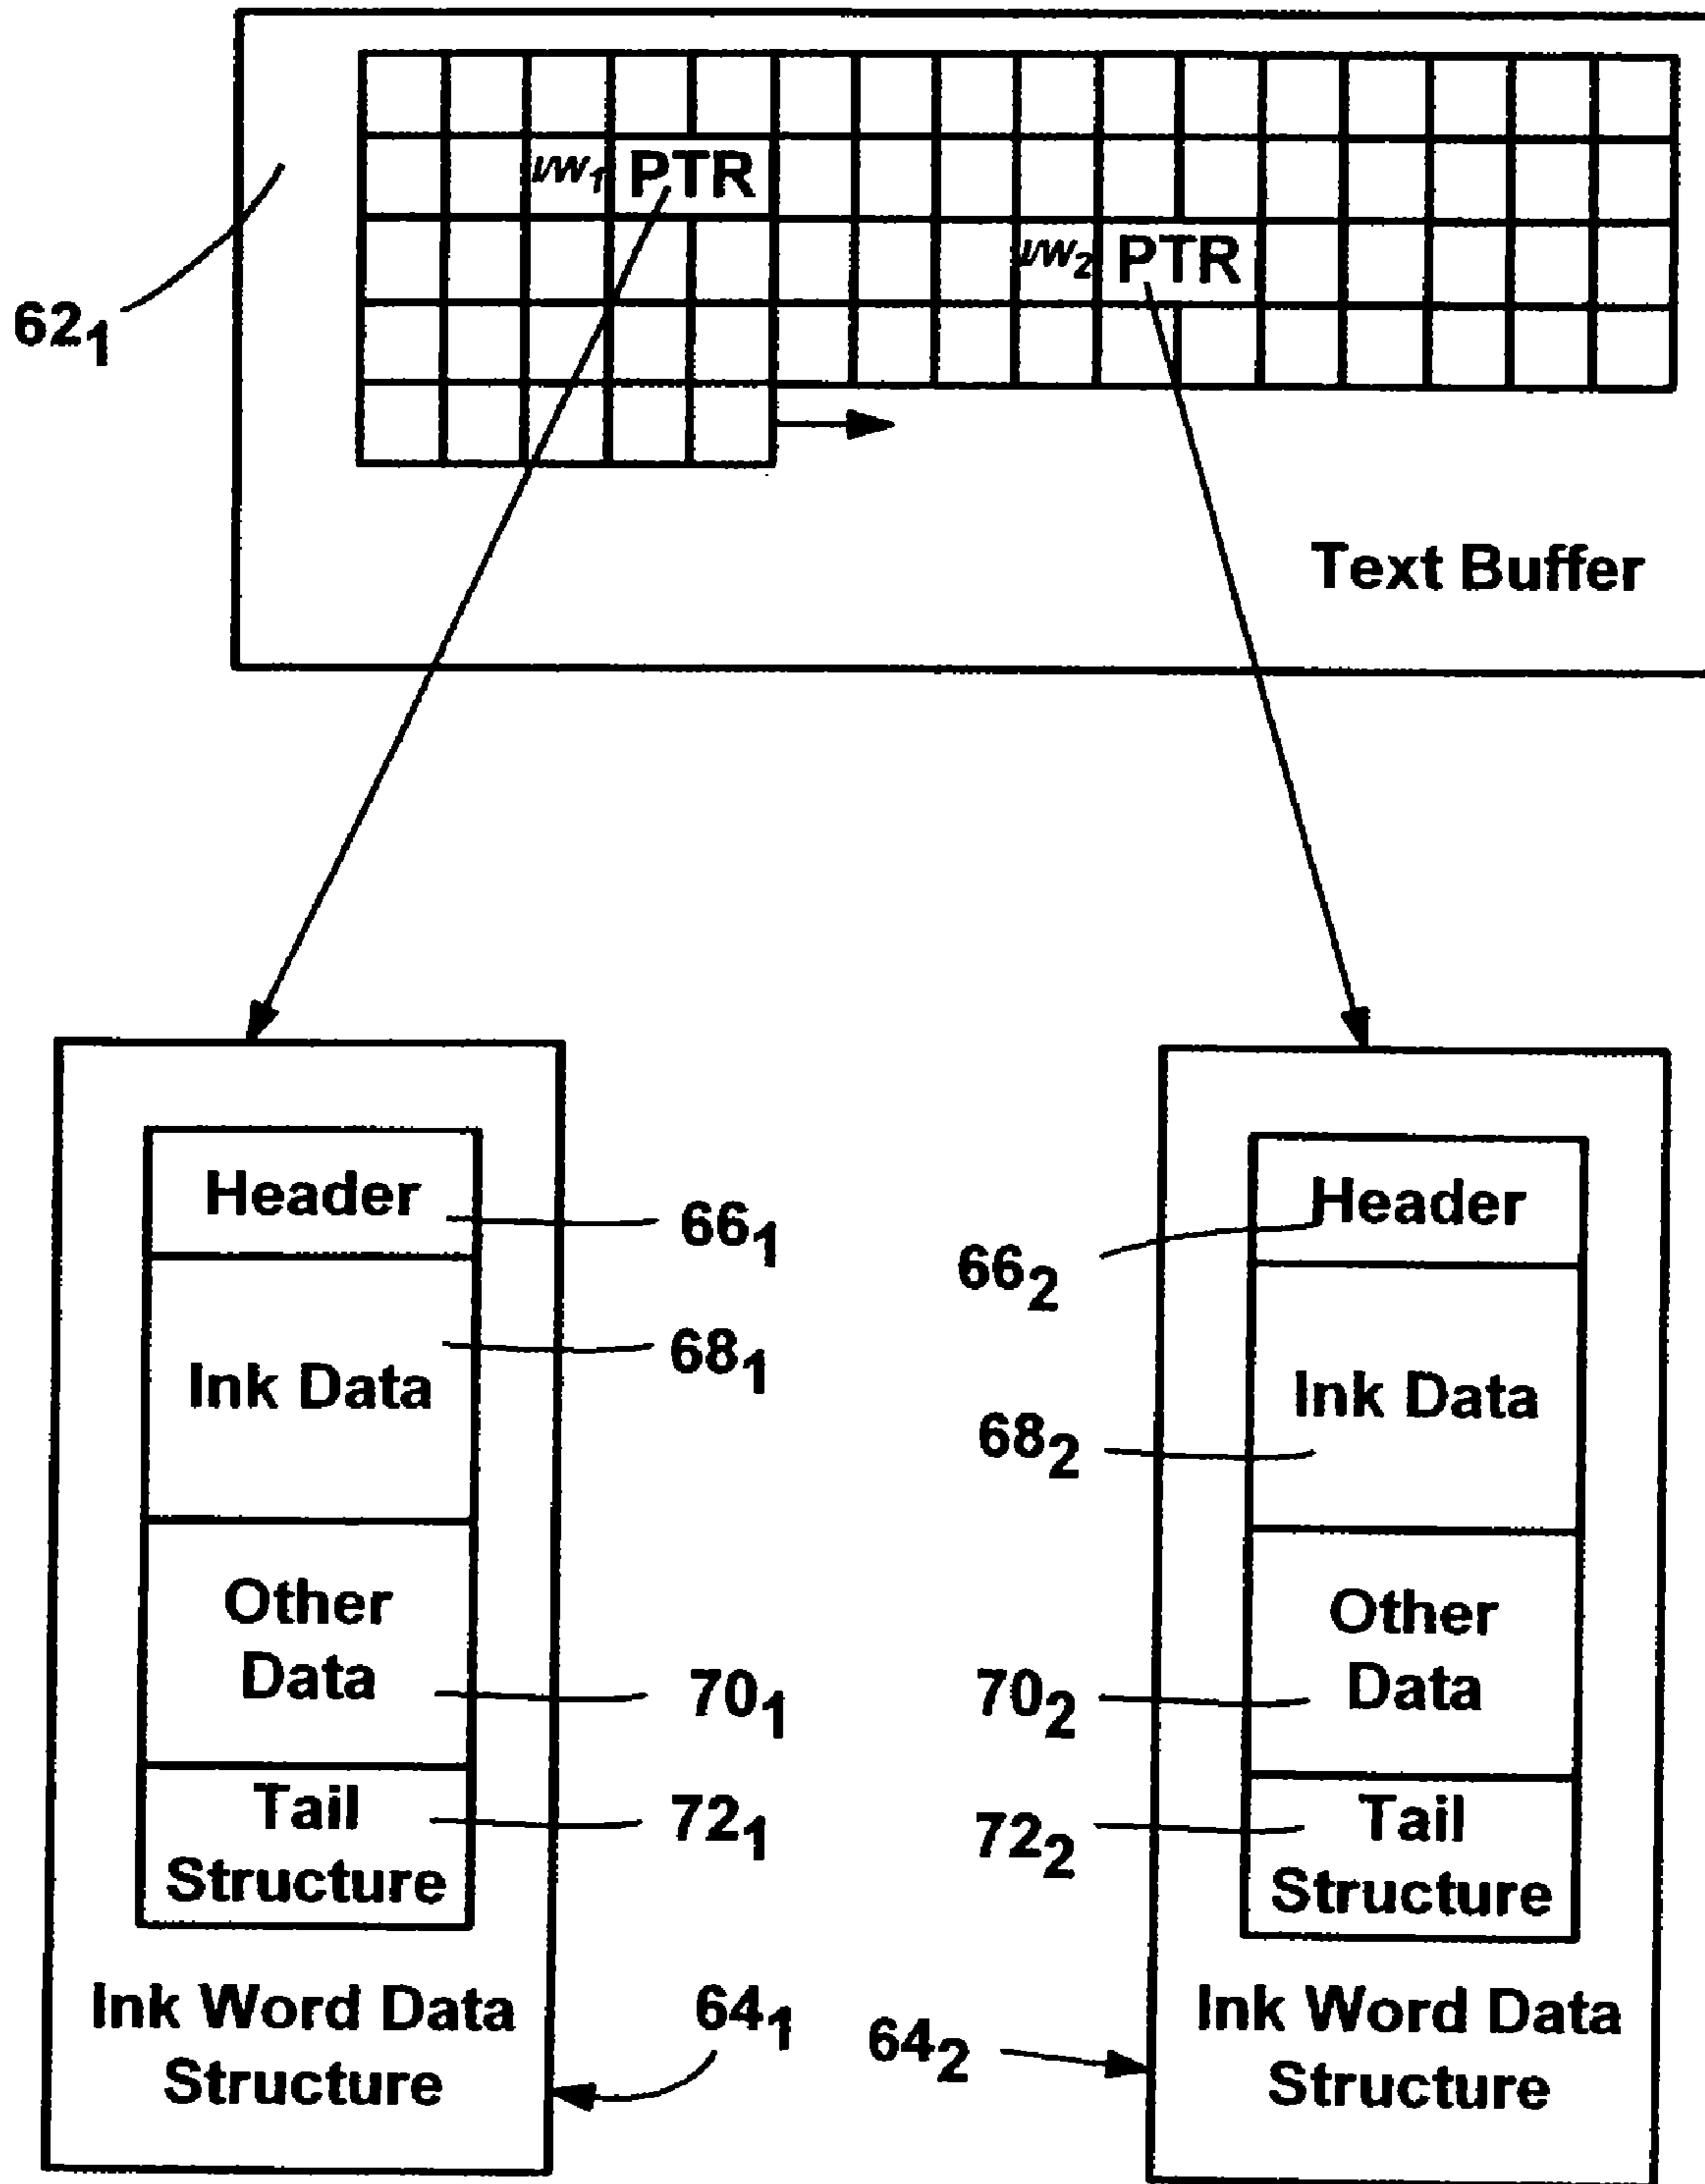 IW₁ PTR
IW₂ PTR
62₁
Text Buffer
Header
66₁
Ink Data
68₁
Other
Data
70₁
Tail
Structure
72₁
Ink Word Data
Structure
64₁
Header
66₂
Ink Data
68₂
Other
Data
70₂
Tail
Structure
72₂
Ink Word Data
Structure
64₂